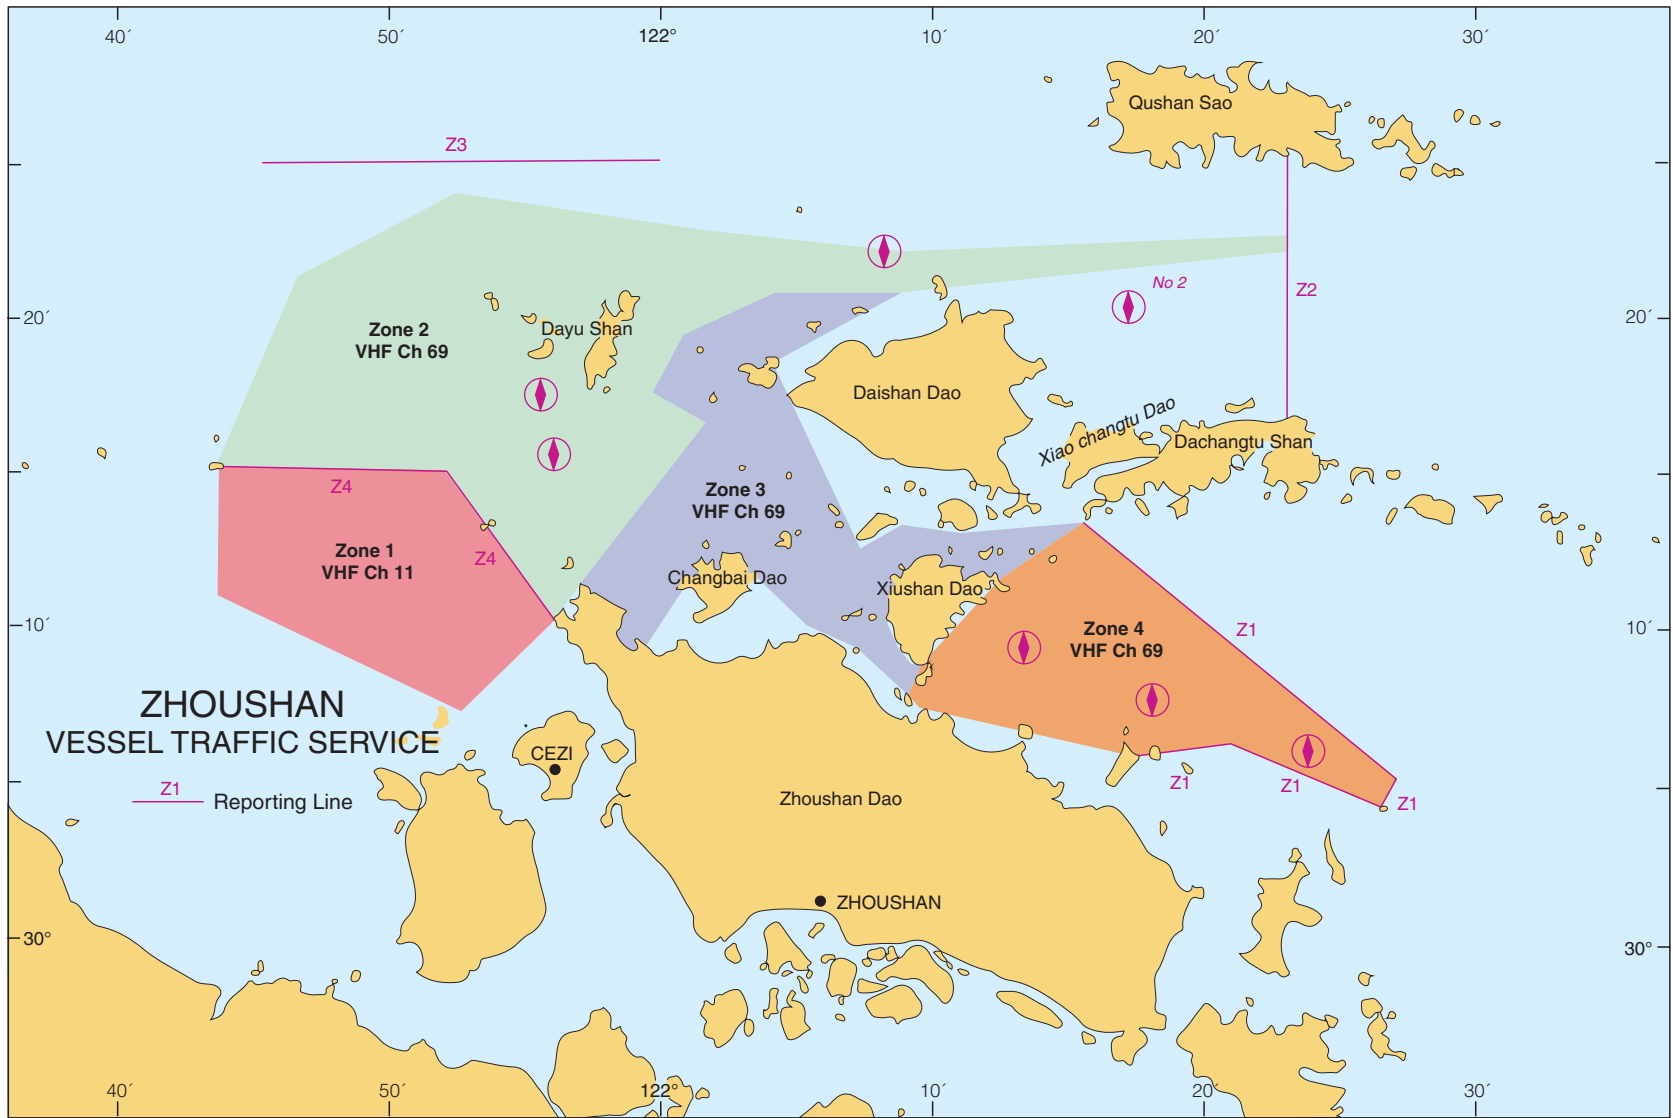 40´
50´
122°
10´
20´
30´
Qushan Sao
Z3
No 2
Z2
20´
20´
Zone 2
VHF Ch 69
Dayu Shan
Daishan Dao
Xiao changtu Dao
Dachangtu Shan
Z4
Zone 3
VHF Ch 69
Zone 1
VHF Ch 11
Z4
Changbai Dao
Xiushan Dao
10´
Zone 4
VHF Ch 69
Z1
10´
ZHOUSHAN
VESSEL TRAFFIC SERVICE
CEZI
Z1
Reporting Line
Zhoushan Dao
Z1
Z1
Z1
ZHOUSHAN
30°
30°
40´
50´
122°
10´
20´
30´